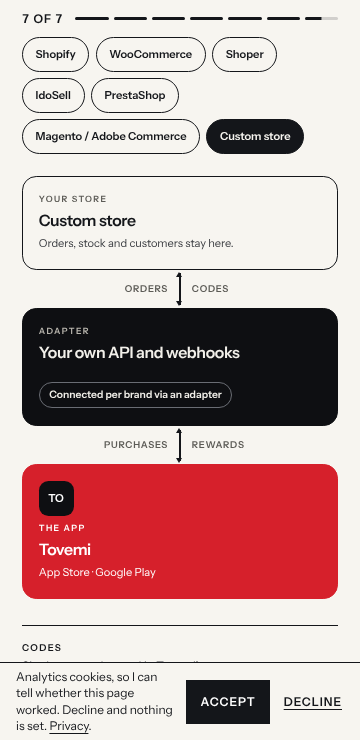 7 OF 7
Shopify
WooCommerce
Shoper
IdoSell
PrestaShop
Magento / Adobe Commerce
Custom store
YOUR STORE
Custom store
Orders, stock and customers stay here.
ORDERS
CODES
ADAPTER
Your own API and webhooks
Connected per brand via an adapter
PURCHASES
REWARDS
TO
THE APP
Tovemi
App Store · Google Play
CODES
Analytics cookies, so I can
tell whether this page
worked. Decline and nothing
is set. Privacy.
ACCEPT
DECLINE